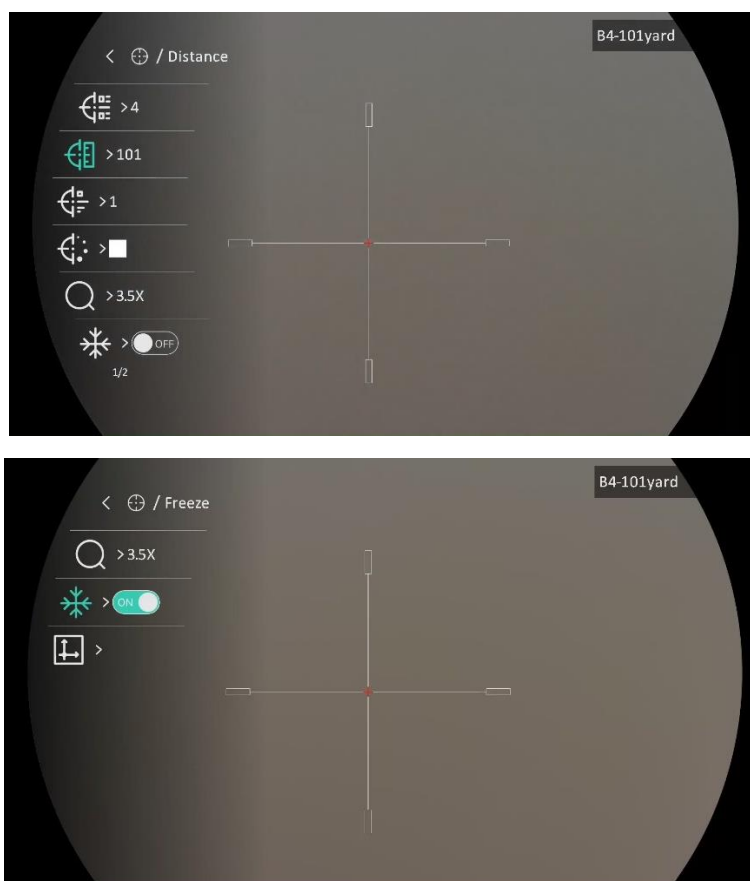 B4-101yard
< / Distance
>4
>101
>1
>
>3.5X
> OFF
1/2
B4-101yard
< / Freeze
>3.5X
> ON
>